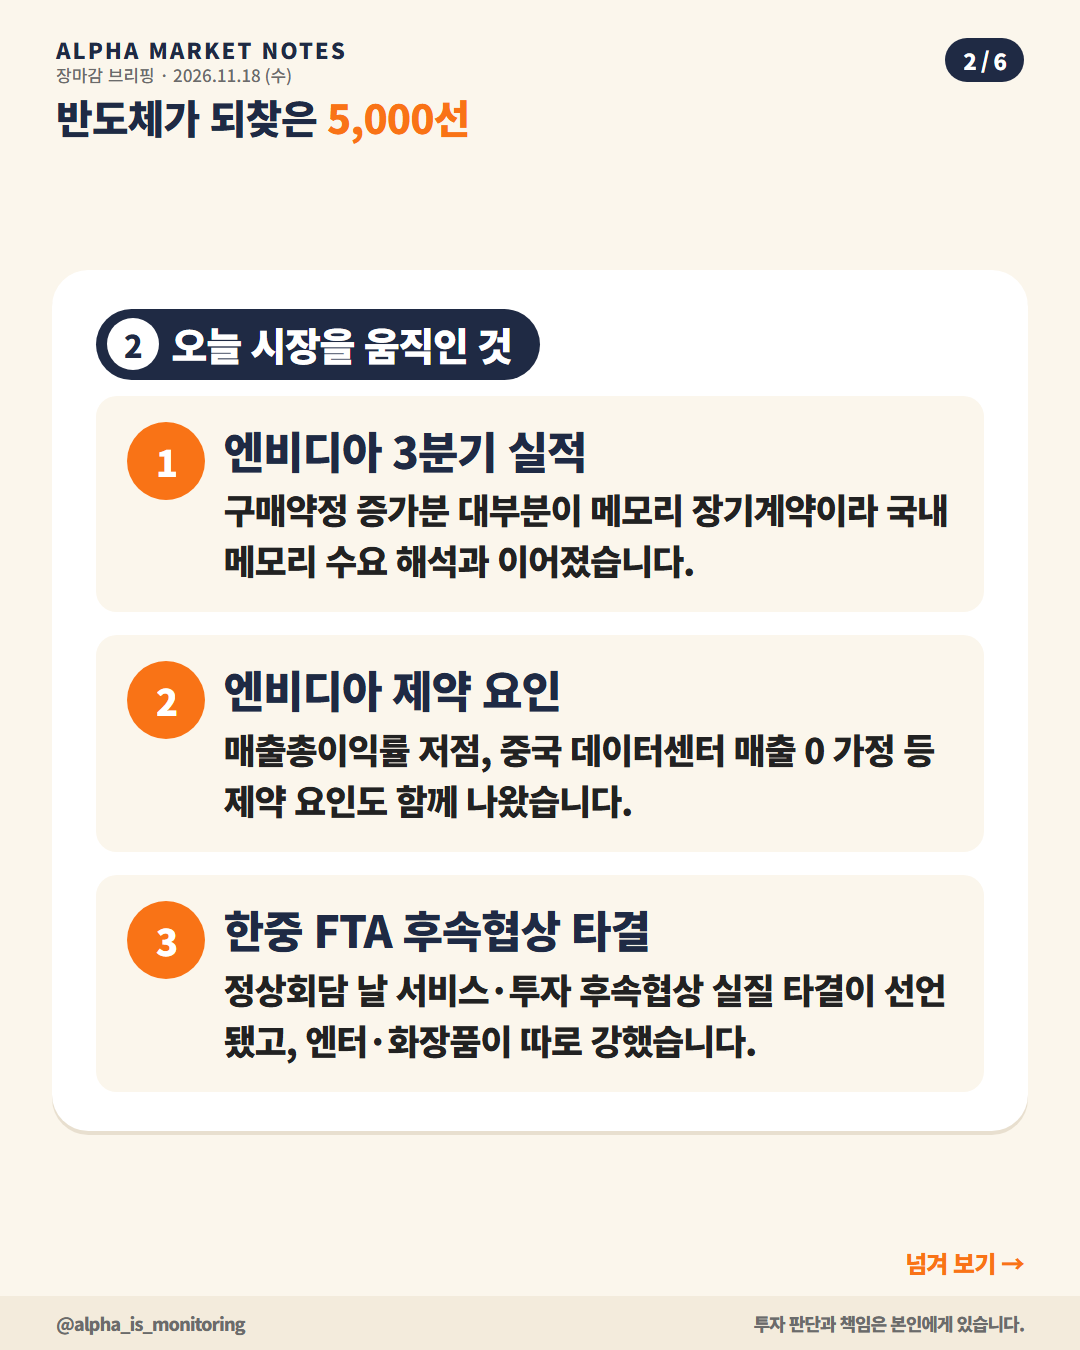 ALPHA MARKET NOTES
장마감 브리핑 · 2026.11.18 (수)
반도체가 되찾은 5,000선
2 / 6
2 오늘 시장을 움직인 것
1
엔비디아 3분기 실적
구매약정 증가분 대부분이 메모리 장기계약이라 국내
메모리 수요 해석과 이어졌습니다.
2
엔비디아 제약 요인
매출총이익률 저점, 중국 데이터센터 매출 0 가정 등
제약 요인도 함께 나왔습니다.
3
한중 FTA 후속협상 타결
정상회담 날 서비스·투자 후속협상 실질 타결이 선언
됐고, 엔터·화장품이 따로 강했습니다.
넘겨 보기 →
@alpha_is_monitoring
투자 판단과 책임은 본인에게 있습니다.